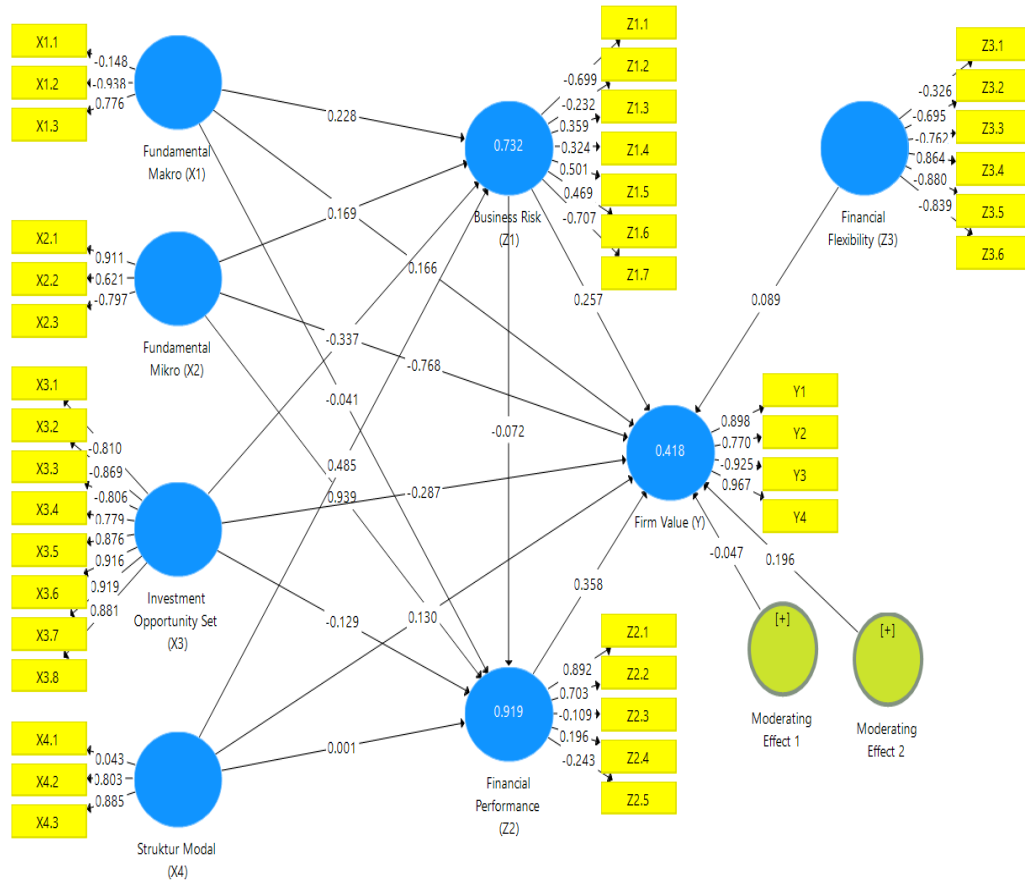 X1.1
X1.2
X1.3
-0.148
-0.938
0.776
Fundamental
Makro (X1)
X2.1
X2.2
X2.3
0.911
0.621
-0.797
Fundamental
Mikro (X2)
X3.1
X3.2
X3.3
X3.4
X3.5
X3.6
X3.7
X3.8
-0.810
-0.869
-0.806
0.779
0.876
0.916
0.919
0.881
Investment
Opportunity Set
(X3)
X4.1
X4.2
X4.3
0.043
0.803
0.885
Struktur Modal
(X4)
0.228
0.169
0.166
-0.337
-0.768
-0.041
0.485
0.939
-0.287
-0.129
0.130
0.001
0.732
Business Risk
(Z1)
-0.699
-0.232
0.359
0.324
0.501
0.469
-0.707
Z1.1
Z1.2
Z1.3
Z1.4
Z1.5
Z1.6
Z1.7
0.257
-0.072
0.358
0.919
Financial
Performance
(Z2)
0.892
0.703
-0.109
0.196
-0.243
Z2.1
Z2.2
Z2.3
Z2.4
Z2.5
0.418
Firm Value (Y)
0.898
0.770
-0.925
0.967
Y1
Y2
Y3
Y4
Financial
Flexibility (Z3)
-0.326
-0.695
-0.762
0.864
-0.880
-0.839
Z3.1
Z3.2
Z3.3
Z3.4
Z3.5
Z3.6
0.089
-0.047
0.196
[+]
Moderating
Effect 1
[+]
Moderating
Effect 2